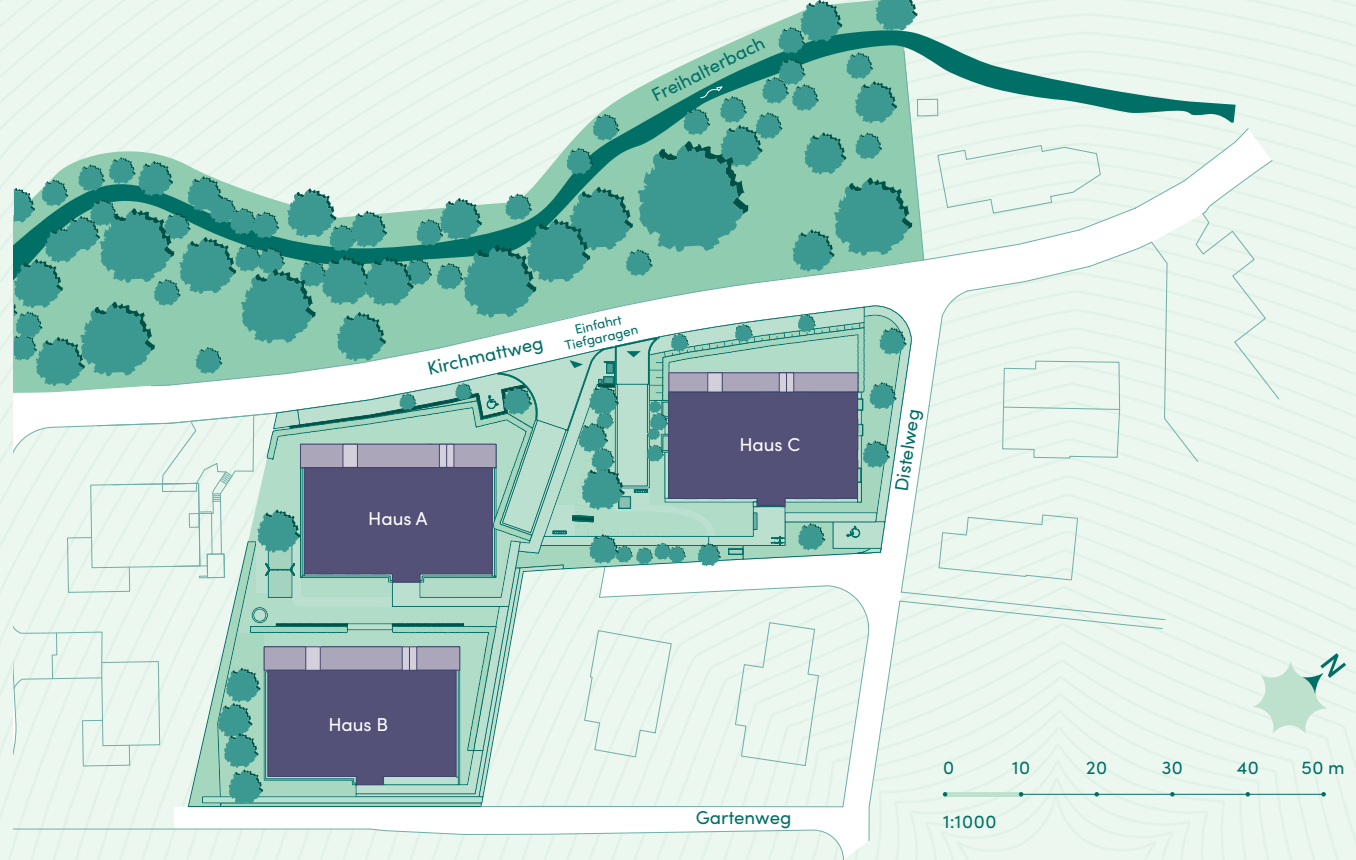 Freihalterbach
Einfahrt
Tiefgaragen
Kirchmattweg
Haus C
Distelweg
Haus A
N
Haus B
0 10 20 30 40 50 m
Gartenweg
1:1000